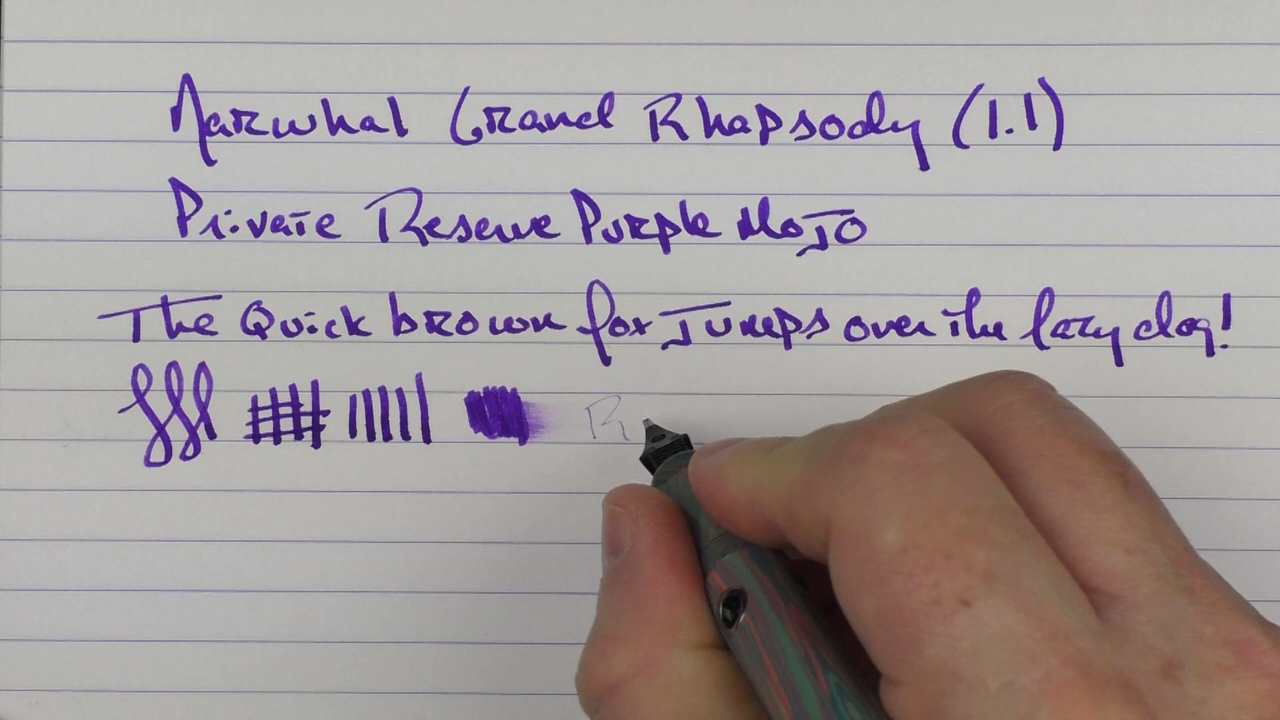 Narwhal Grand Rhapsody (1.1)
Private Reserve Purple Mojo
The Quick brown fox Jumps over the lazy dog!
R